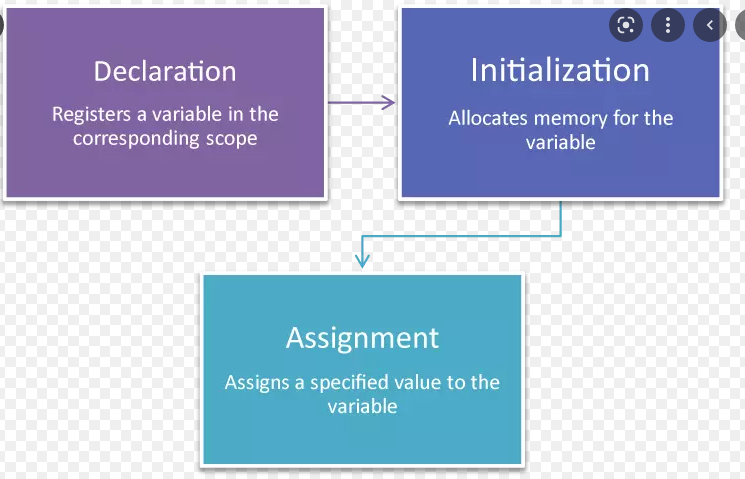 Declaration
Registers a variable in the
corresponding scope
Initialization
Allocates memory for the
variable
Assignment
Assigns a specified value to the
variable